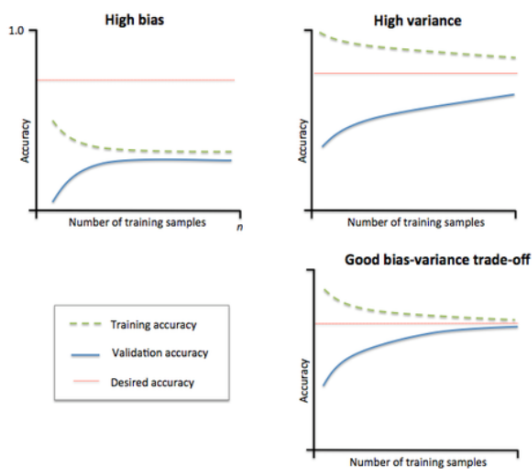 High bias
1.0
Accuracy
Number of training samples
n
High variance
Accuracy
Number of training samples
Good bias-variance trade-off
Accuracy
Number of training samples
Training accuracy
Validation accuracy
Desired accuracy